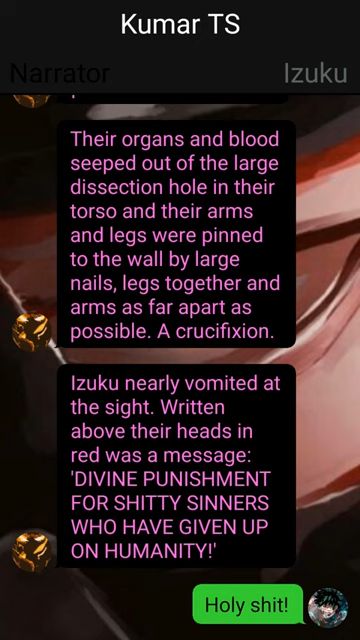 Kumar TS
Narrator
Izuku
Their organs and blood
seeped out of the large
dissection hole in their
torso and their arms
and legs were pinned
to the wall by large
nails, legs together and
arms as far apart as
possible. A crucifixion.
Izuku nearly vomited at
the sight. Written
above their heads in
red was a message:
'DIVINE PUNISHMENT
FOR SHITTY SINNERS
WHO HAVE GIVEN UP
ON HUMANITY!'
Holy shit!